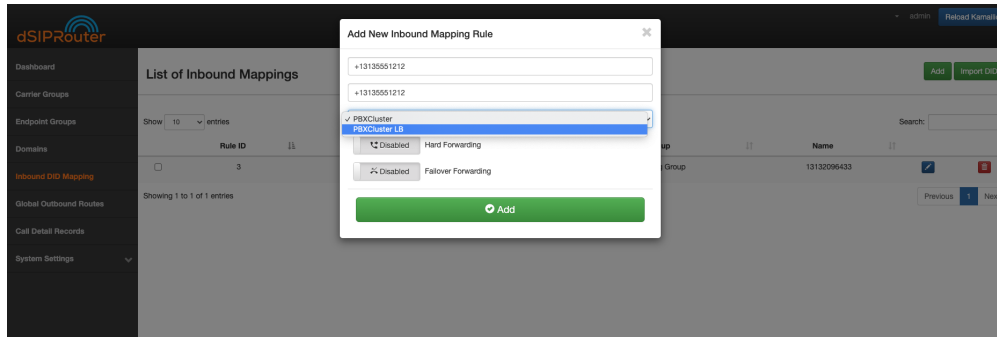 admin Reload Kamaili
dSIPRouter
Add New Inbound Mapping Rule
Dashboard
List of Inbound Mappings
+13135551212
Add Import DID
Carrier Groups
+13135551212
Endpoint Groups
Show 10 entries
PBXCluster
Search:
PBXCluster LB
Domains
Rule ID
Disabled Hard Forwarding
up
Name
Inbound DID Mapping
3
Disabled Failover Forwarding
g Group
13132096433
Showing 1 to 1 of 1 entries
Previous 1 Nex
Global Outbound Routes
Add
Call Detail Records
System Settings